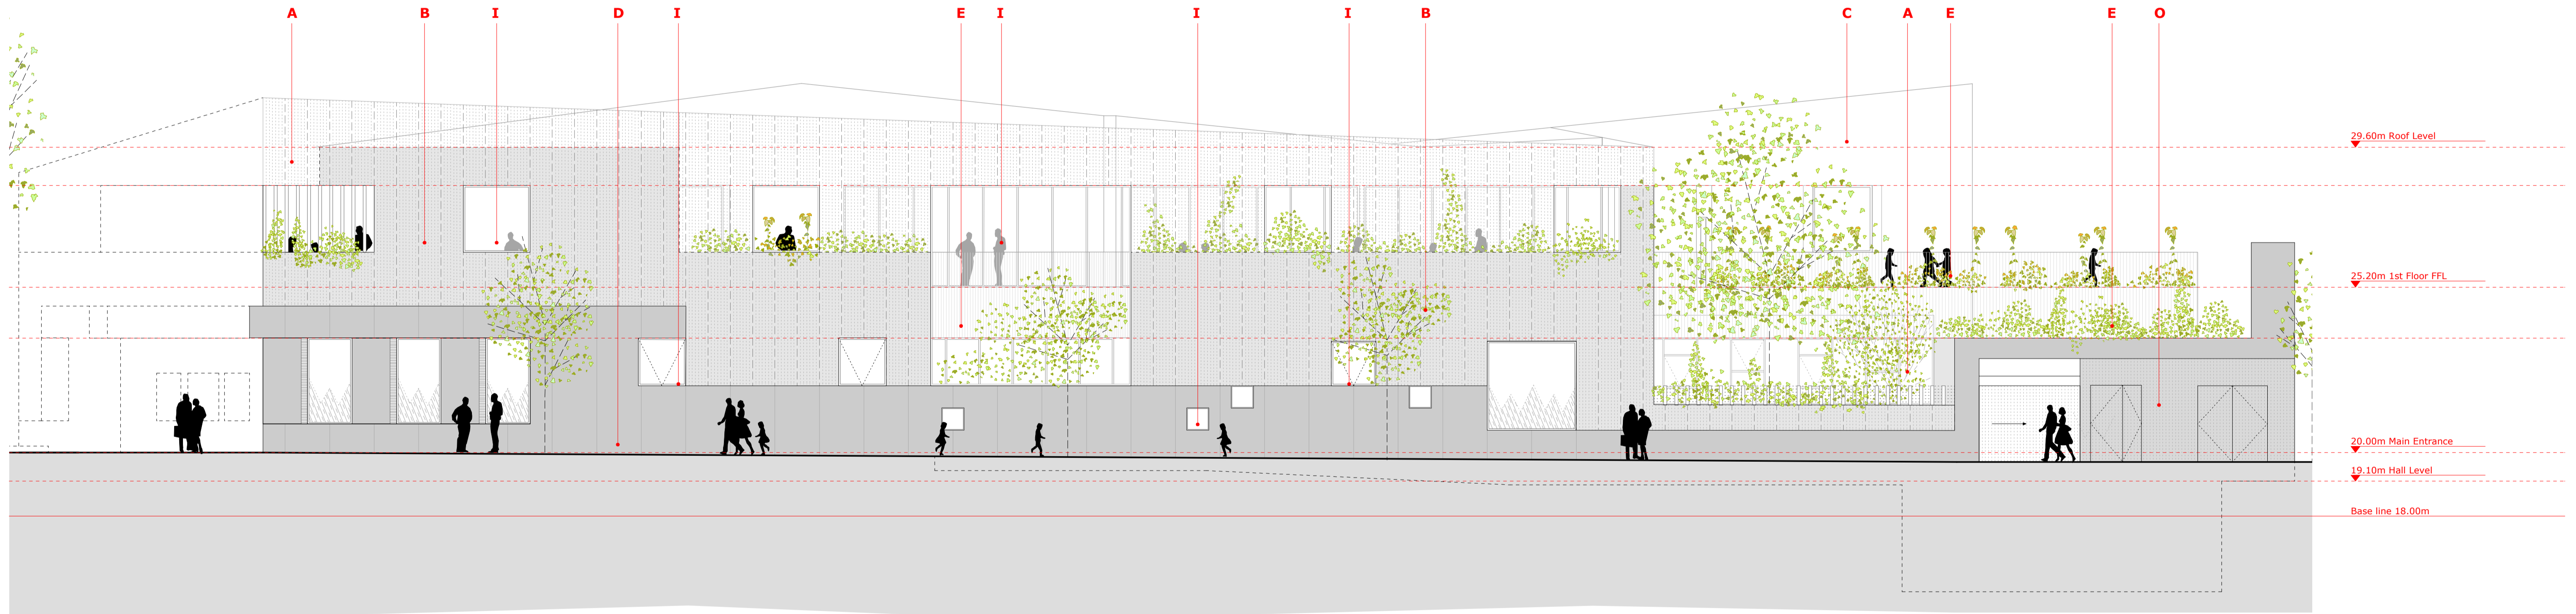 A B I D I E I I I B C A E E O
29.60m Roof Level
25.20m 1st Floor FFL
20.00m Main Entrance
19.10m Hall Level
Base line 18.00m